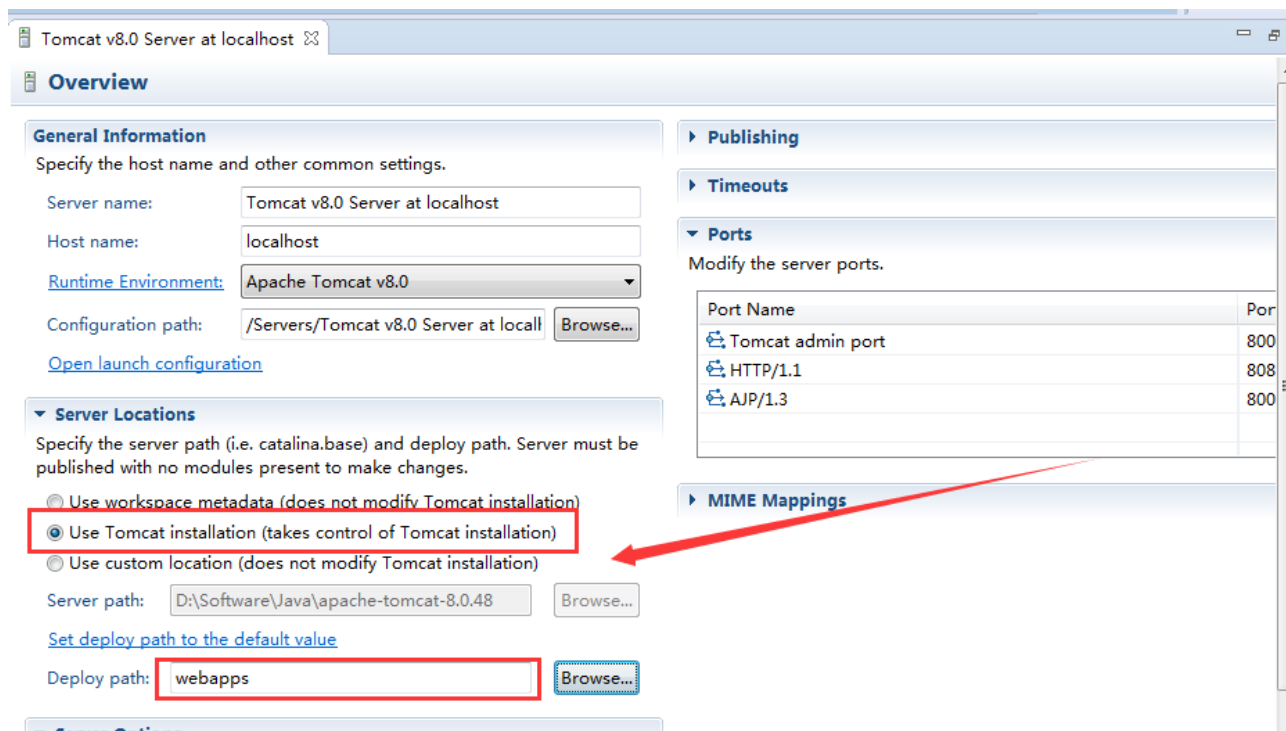 Tomcat v8.0 Server at localhost
Overview
General Information
Specify the host name and other common settings.
Server name: Tomcat v8.0 Server at localhost
Host name: localhost
Runtime Environment: Apache Tomcat v8.0
Configuration path: /Servers/Tomcat v8.0 Server at local Browse...
Open launch configuration
Server Locations
Specify the server path (i.e. catalina.base) and deploy path. Server must be
published with no modules present to make changes.
Use workspace metadata (does not modify Tomcat installation)
Use Tomcat installation (takes control of Tomcat installation)
Use custom location (does not modify Tomcat installation)
Server path: D:\Software\Java\apache-tomcat-8.0.48 Browse...
Set deploy path to the default value
Deploy path: webapps Browse...
Server Options
Publishing
Timeouts
Ports
Modify the server ports.
Port Name Por
Tomcat admin port 800
HTTP/1.1 808
AJP/1.3 800
MIME Mappings